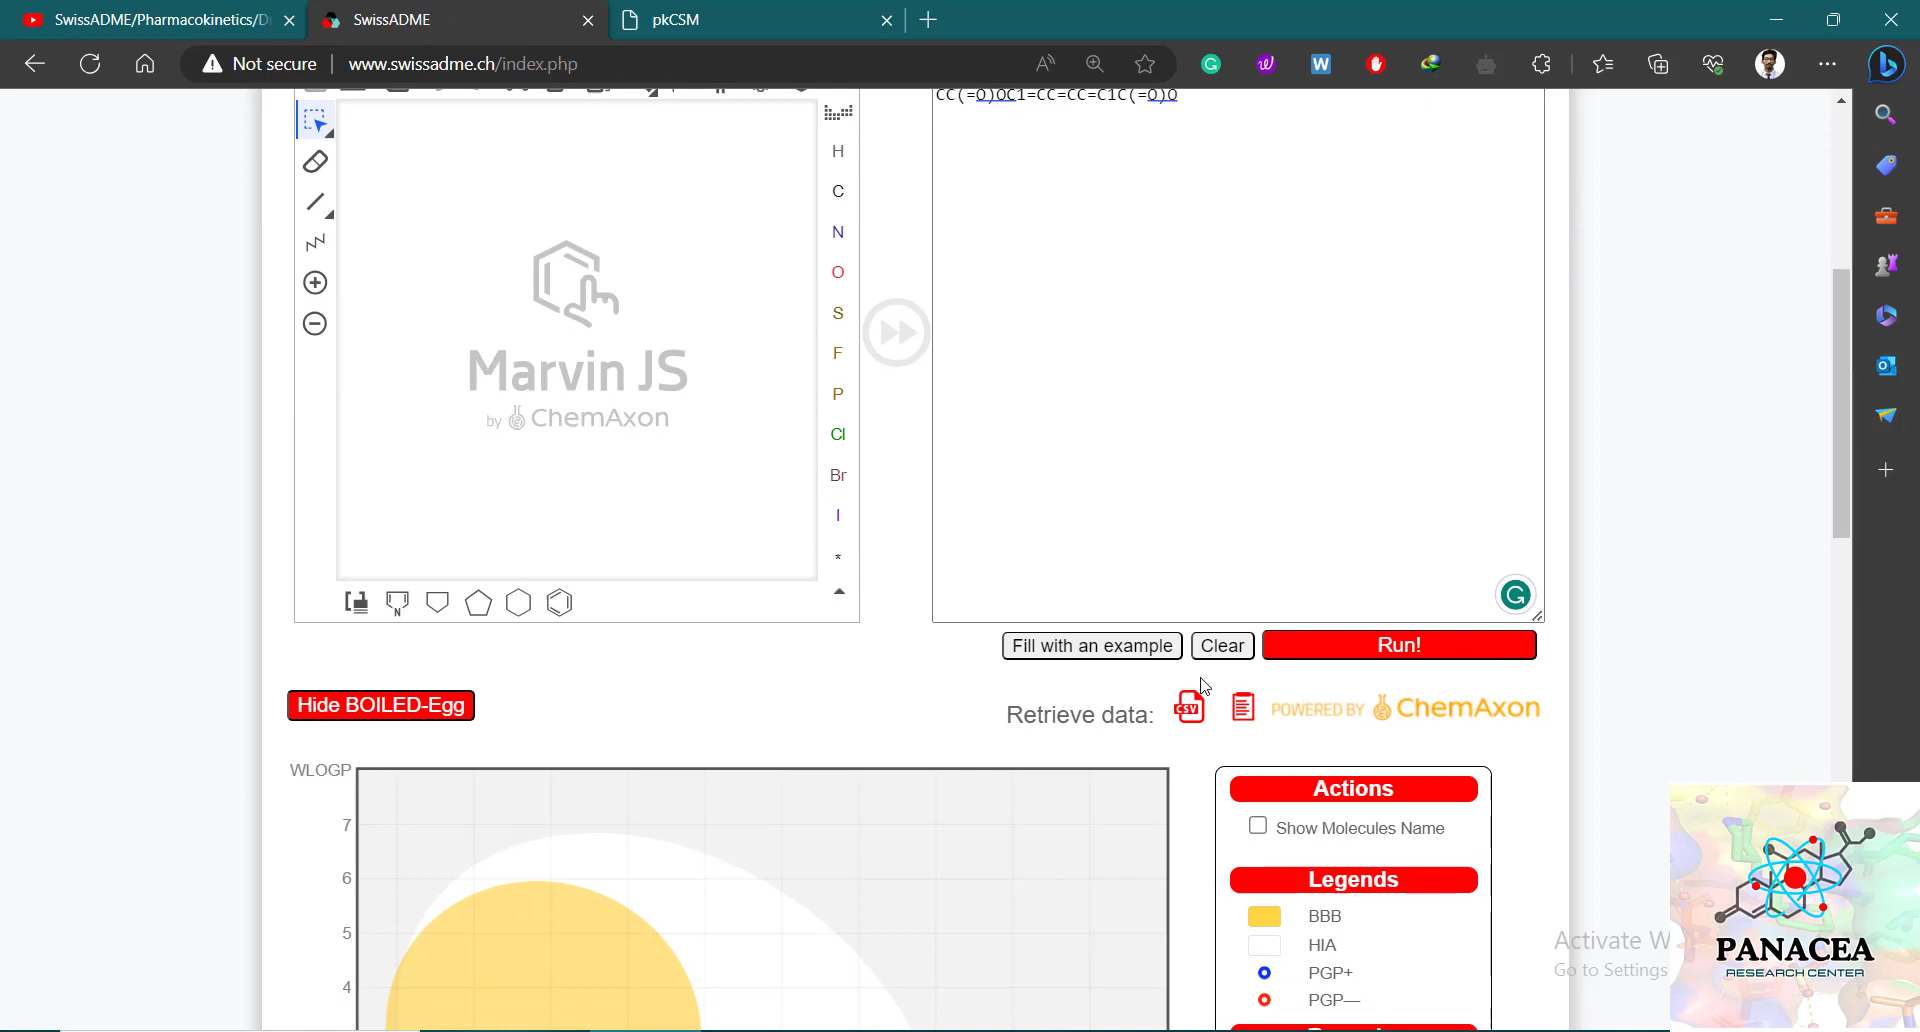 SwissADME/Pharmacokinetics/D
SwissADME
pkCSM
Not secure
www.swissadme.ch/index.php
CC(=O)OC1=CC=CC=C1C(=O)O
H
C
N
O
S
F
P
Cl
Br
I
*
Marvin JS
by ChemAxon
Fill with an example
Clear
Run!
Hide BOILED-Egg
Retrieve data:
CSV
POWERED BY ChemAxon
WLOGP
7
6
5
4
Actions
Show Molecules Name
Legends
BBB
HIA
PGP+
PGP—
Activate W
Go to Settings
PANACEA
RESEARCH CENTER